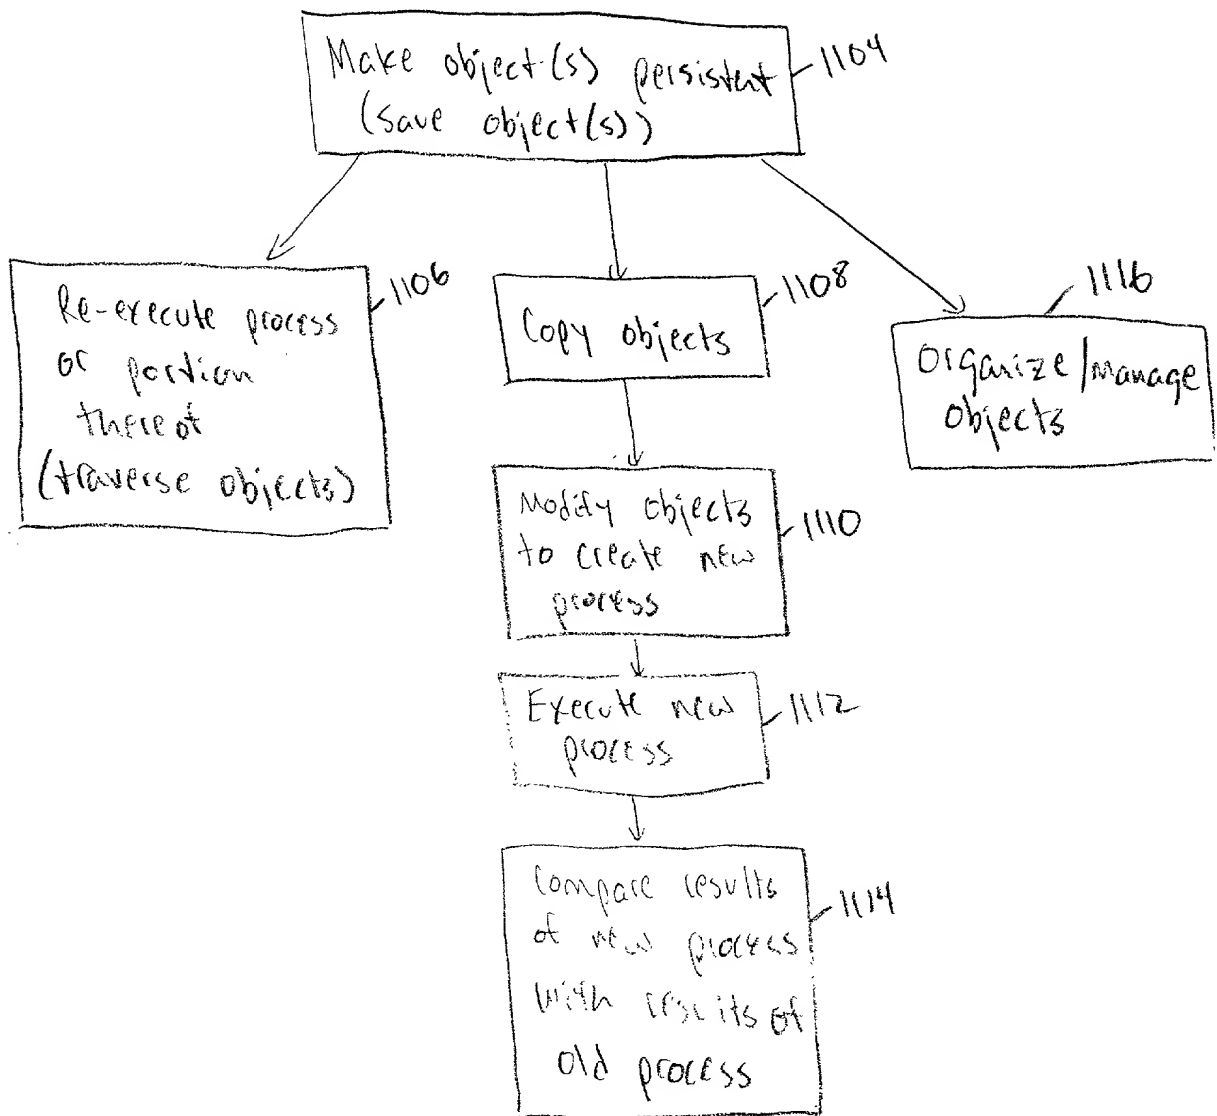 Make object(s) persistent
(save object(s))
1104
Re-execute process
or portion
thereof
(traverse objects)
1106
Copy objects
1108
Organize/manage
objects
1116
Modify objects
to create new
process
1110
Execute new
process
1112
Compare results
of new process
with results of
old process
1114